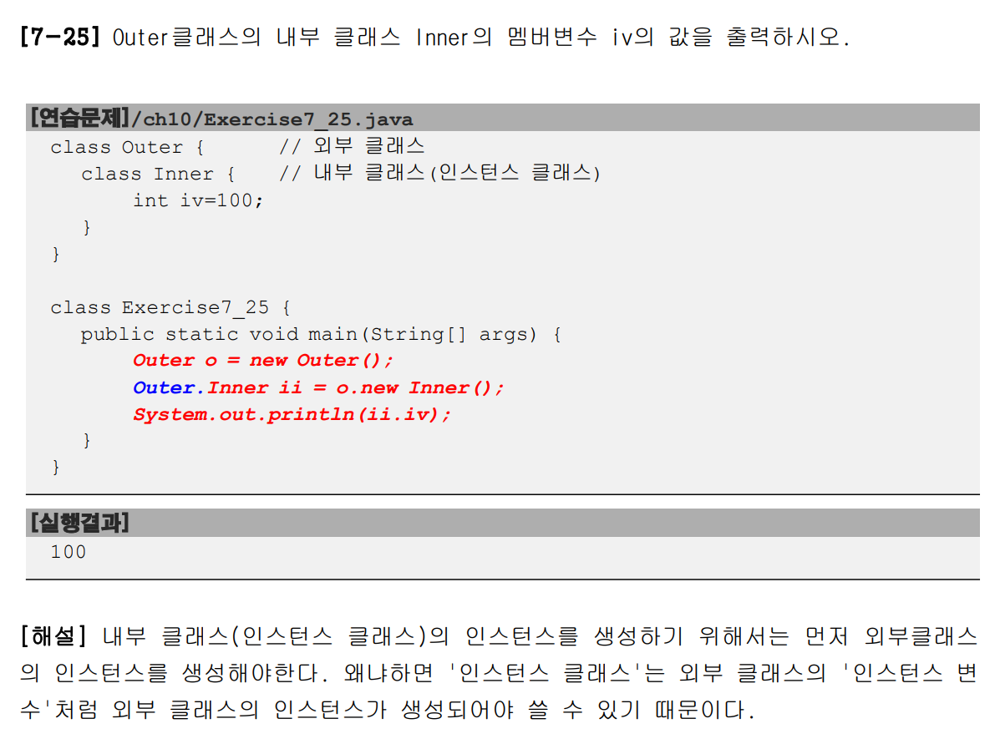 [7-25] Outer클래스의 내부 클래스 Inner의 멤버변수 iv의 값을 출력하시오.
[연습문제]/ch10/Exercise7_25.java
class Outer { // 외부 클래스
class Inner { // 내부 클래스(인스턴스 클래스)
int iv=100;
}
}
class Exercise7_25 {
public static void main(String[] args) {
Outer o = new Outer();
Outer.Inner ii = o.new Inner();
System.out.println(ii.iv);
}
}
[실행결과]
100
[해설] 내부 클래스(인스턴스 클래스)의 인스턴스를 생성하기 위해서는 먼저 외부클래스
의 인스턴스를 생성해야한다. 왜냐하면 '인스턴스 클래스'는 외부 클래스의 '인스턴스 변
수'처럼 외부 클래스의 인스턴스가 생성되어야 쓸 수 있기 때문이다.